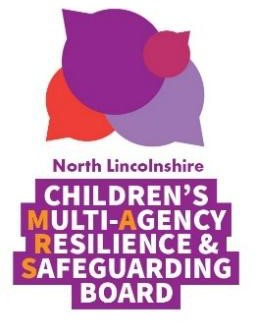 North Lincolnshire
CHILDREN'S
MULTI-AGENCY
RESILIENCE &
SAFEGUARDING
BOARD